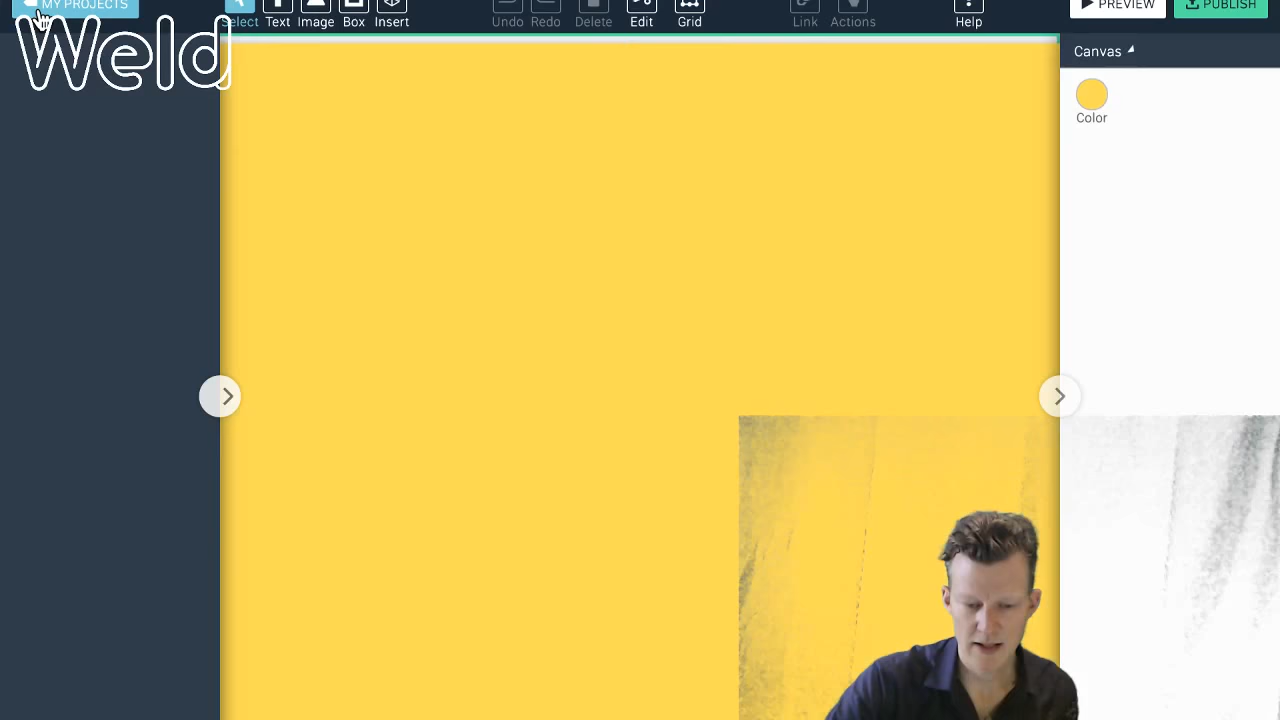 MY PROJECTS
Weld
Select Text Image Box Insert Undo Redo Delete Edit Grid Link Actions Help
PREVIEW
PUBLISH
Canvas
Color